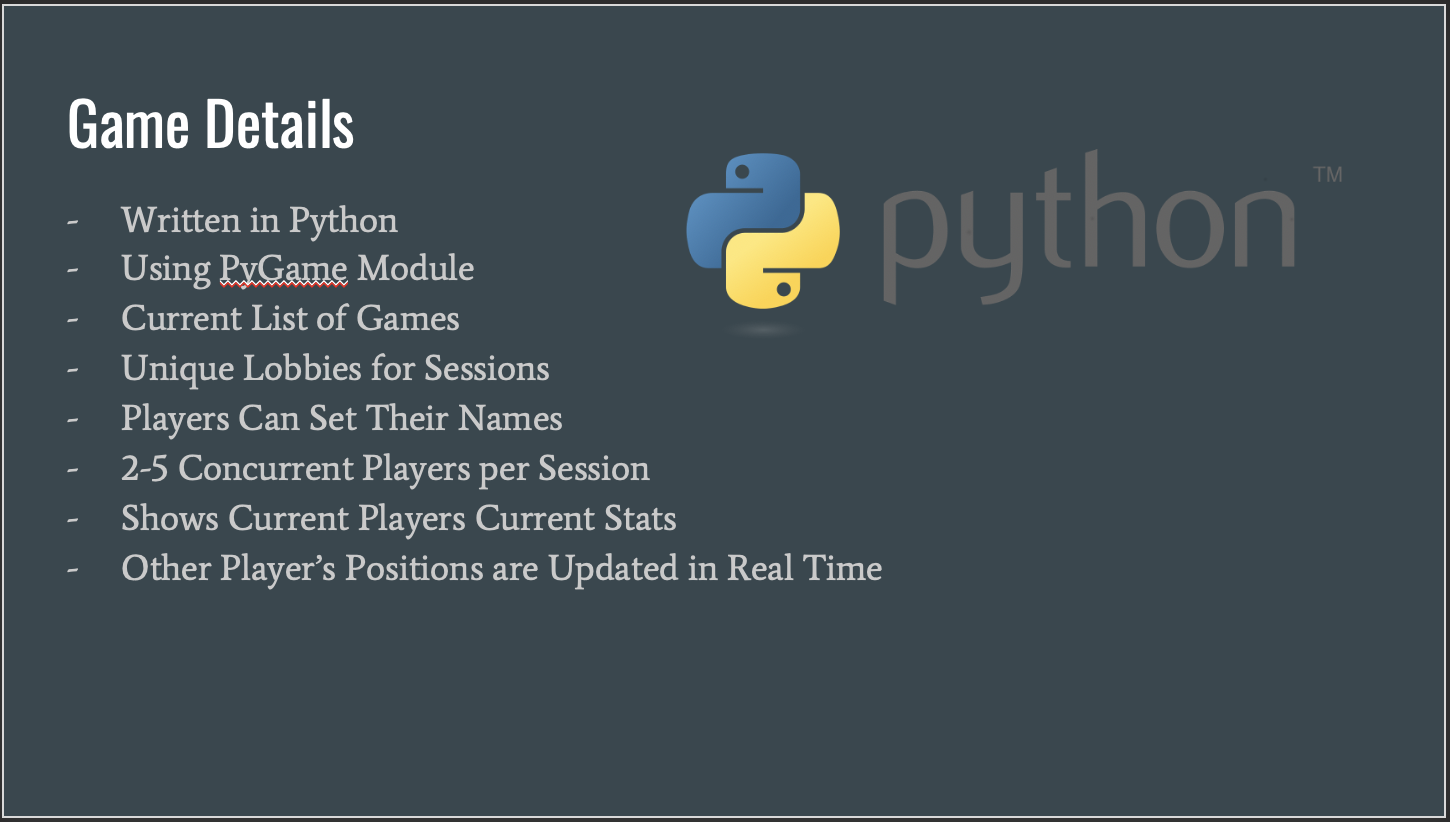 Game Details
python TM
- Written in Python
- Using PyGame Module
- Current List of Games
- Unique Lobbies for Sessions
- Players Can Set Their Names
- 2-5 Concurrent Players per Session
- Shows Current Players Current Stats
- Other Player’s Positions are Updated in Real Time